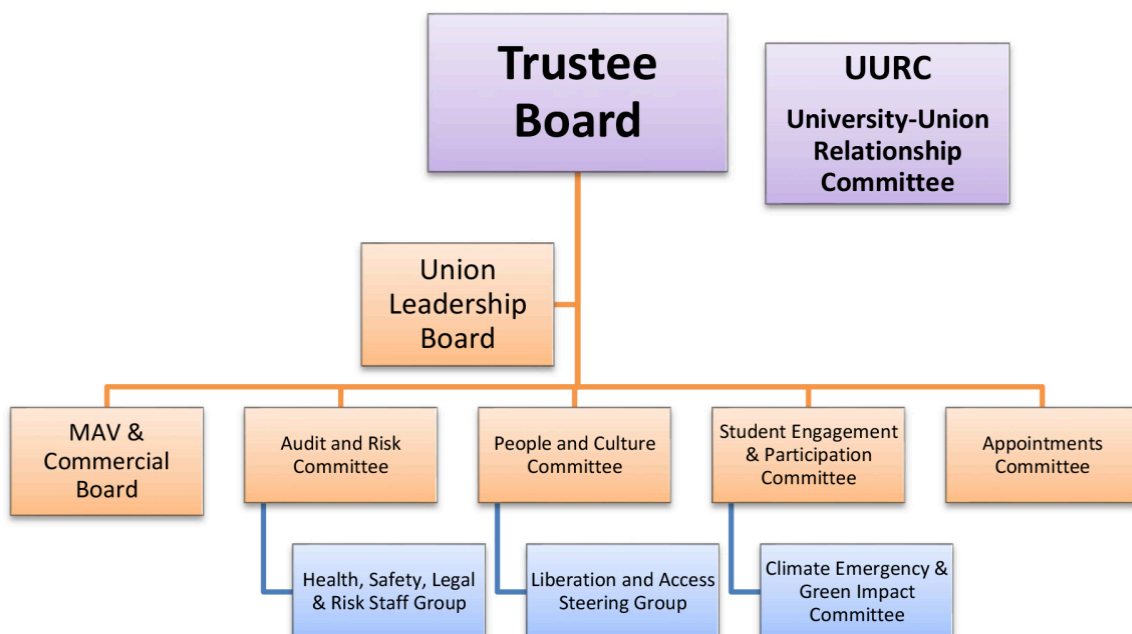 Trustee
Board
UURC
University-Union
Relationship
Committee
Union
Leadership
Board
MAV &
Commercial
Board
Audit and Risk
Committee
People and Culture
Committee
Student Engagement
& Participation
Committee
Appointments
Committee
Health, Safety, Legal
& Risk Staff Group
Liberation and Access
Steering Group
Climate Emergency &
Green Impact
Committee